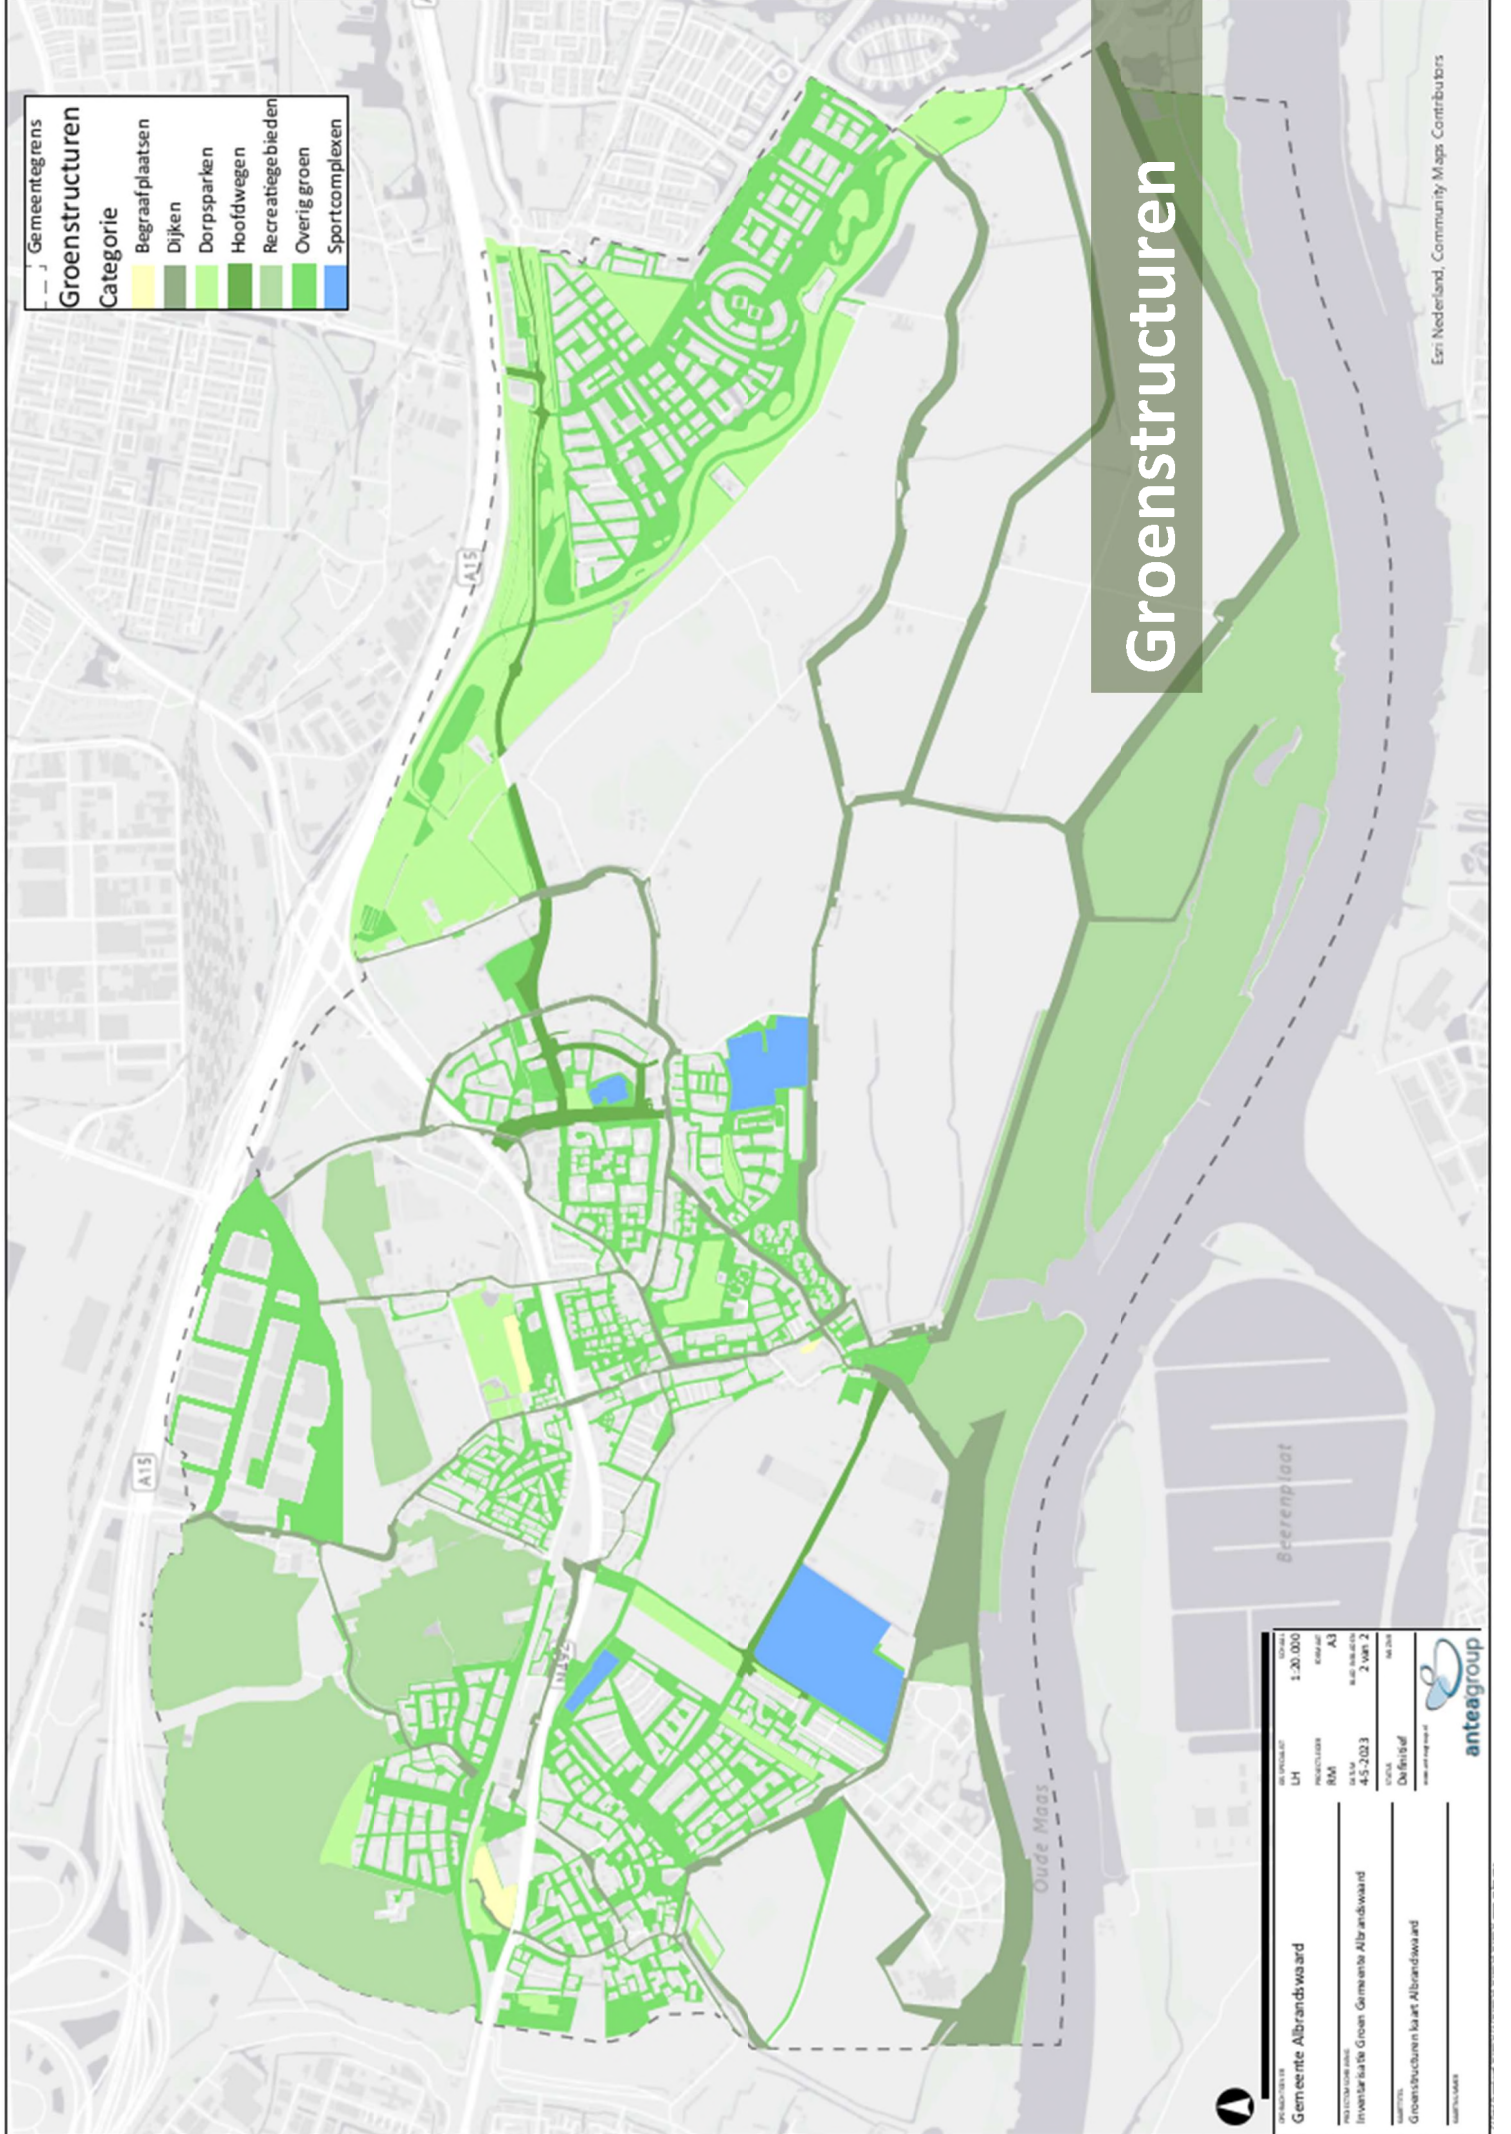 Groenstructuren
Gemeentegrens
Groenstructuren
Categorie
Begraafplaatsen
Dijken
Dorpsparken
Hoofdwegen
Recreatiegebieden
Overig groen
Sportcomplexen
A15
A15
N492
Oude Maas
Beerenplaat
Esri Nederland, Community Maps Contributors
Gemeente Albrandswaard
Inventarisatie Groen Gemeente Albrandswaard
Groenstructuren kaart Albrandswaard
LH
1:20.000
RM
A3
4-5-2023
2 van 2
Definitief
anteagroup